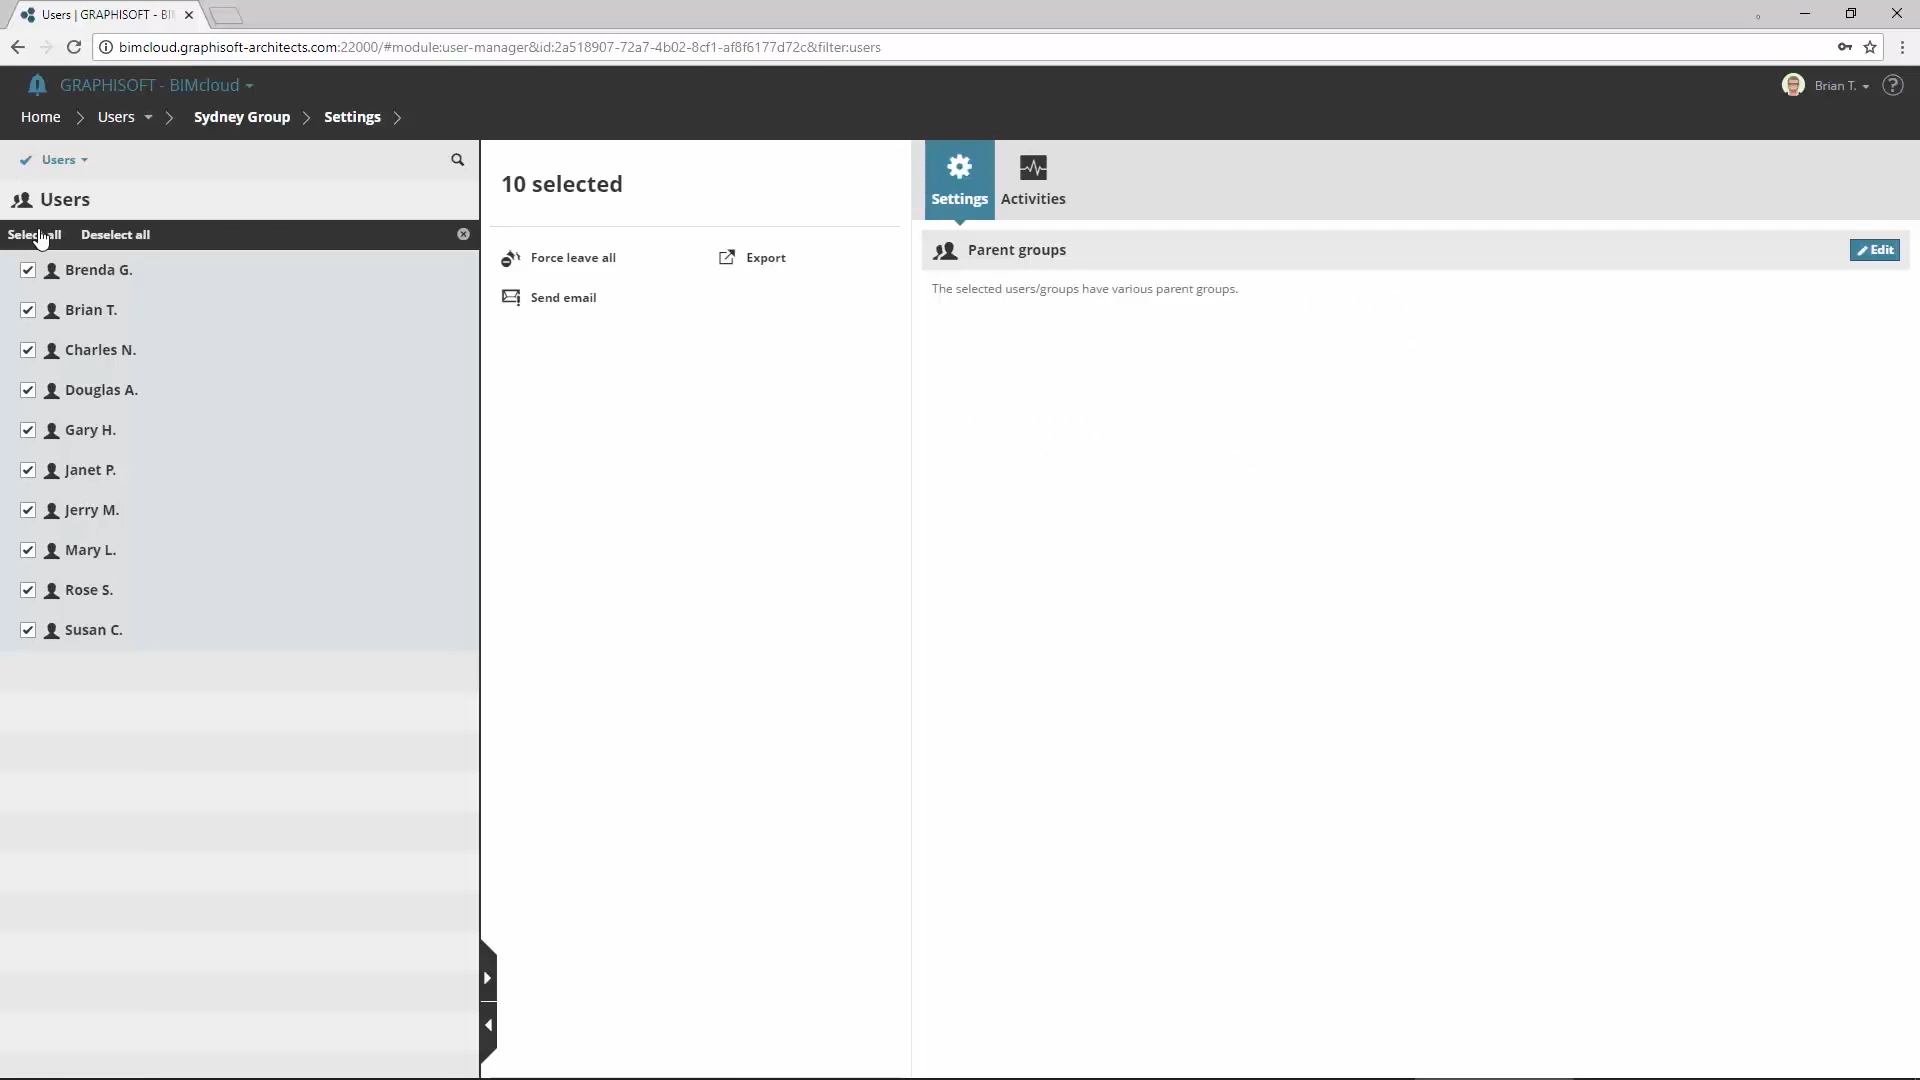 Users | GRAPHISOFT - BI
bimcloud.graphisoft-architects.com:22000/#module:user-manager&id:2a518907-72a7-4b02-8cf1-af8f6177d72c&filter:users
GRAPHISOFT - BIMcloud
Brian T.
Home Users Sydney Group Settings
Users
Users
Select all Deselect all
Brenda G.
Brian T.
Charles N.
Douglas A.
Gary H.
Janet P.
Jerry M.
Mary L.
Rose S.
Susan C.
10 selected
Force leave all
Export
Send email
Settings
Activities
Parent groups
Edit
The selected users/groups have various parent groups.